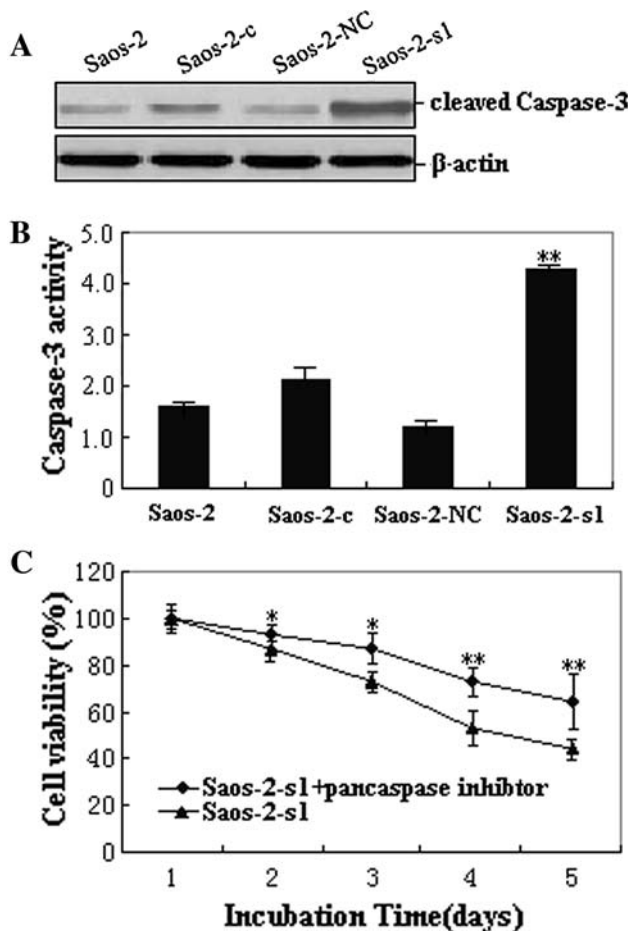 A
Saos-2 Saos-2-c Saos-2-NC Saos-2-s1
cleaved Caspase-3
β-actin
B
Caspase-3 activity
5.0
4.0
3.0
2.0
1.0
0
**
Saos-2 Saos-2-c Saos-2-NC Saos-2-s1
C
Cell viability (%)
120
100
80
60
40
20
0
* * ** **
Saos-2-s1+pancaspase inhibtor
Saos-2-s1
1 2 3 4 5
Incubation Time(days)